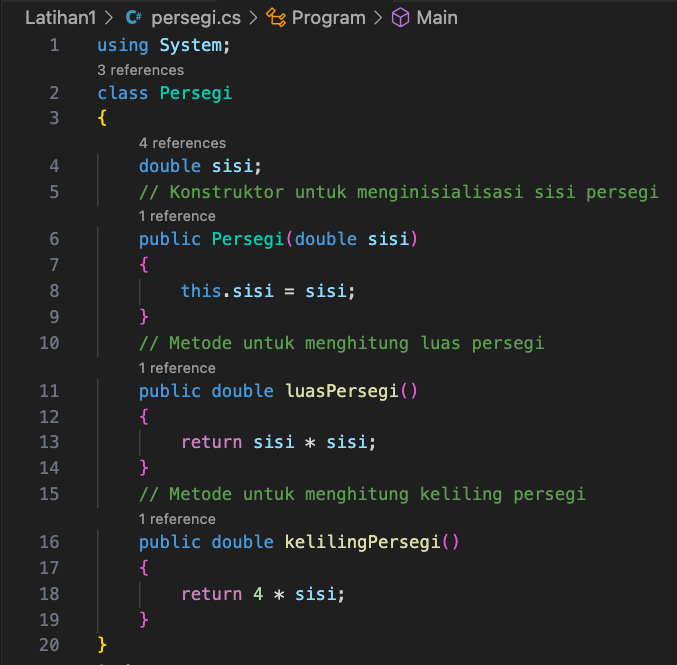 Latihan1 > C# persegi.cs > Program > Main
1 using System;
3 references
2 class Persegi
3 {
4 references
4 double sisi;
5 // Konstruktor untuk menginisialisasi sisi persegi
1 reference
6 public Persegi(double sisi)
7 {
8 this.sisi = sisi;
9 }
10 // Metode untuk menghitung luas persegi
1 reference
11 public double luasPersegi()
12 {
13 return sisi * sisi;
14 }
15 // Metode untuk menghitung keliling persegi
1 reference
16 public double kelilingPersegi()
17 {
18 return 4 * sisi;
19 }
20 }